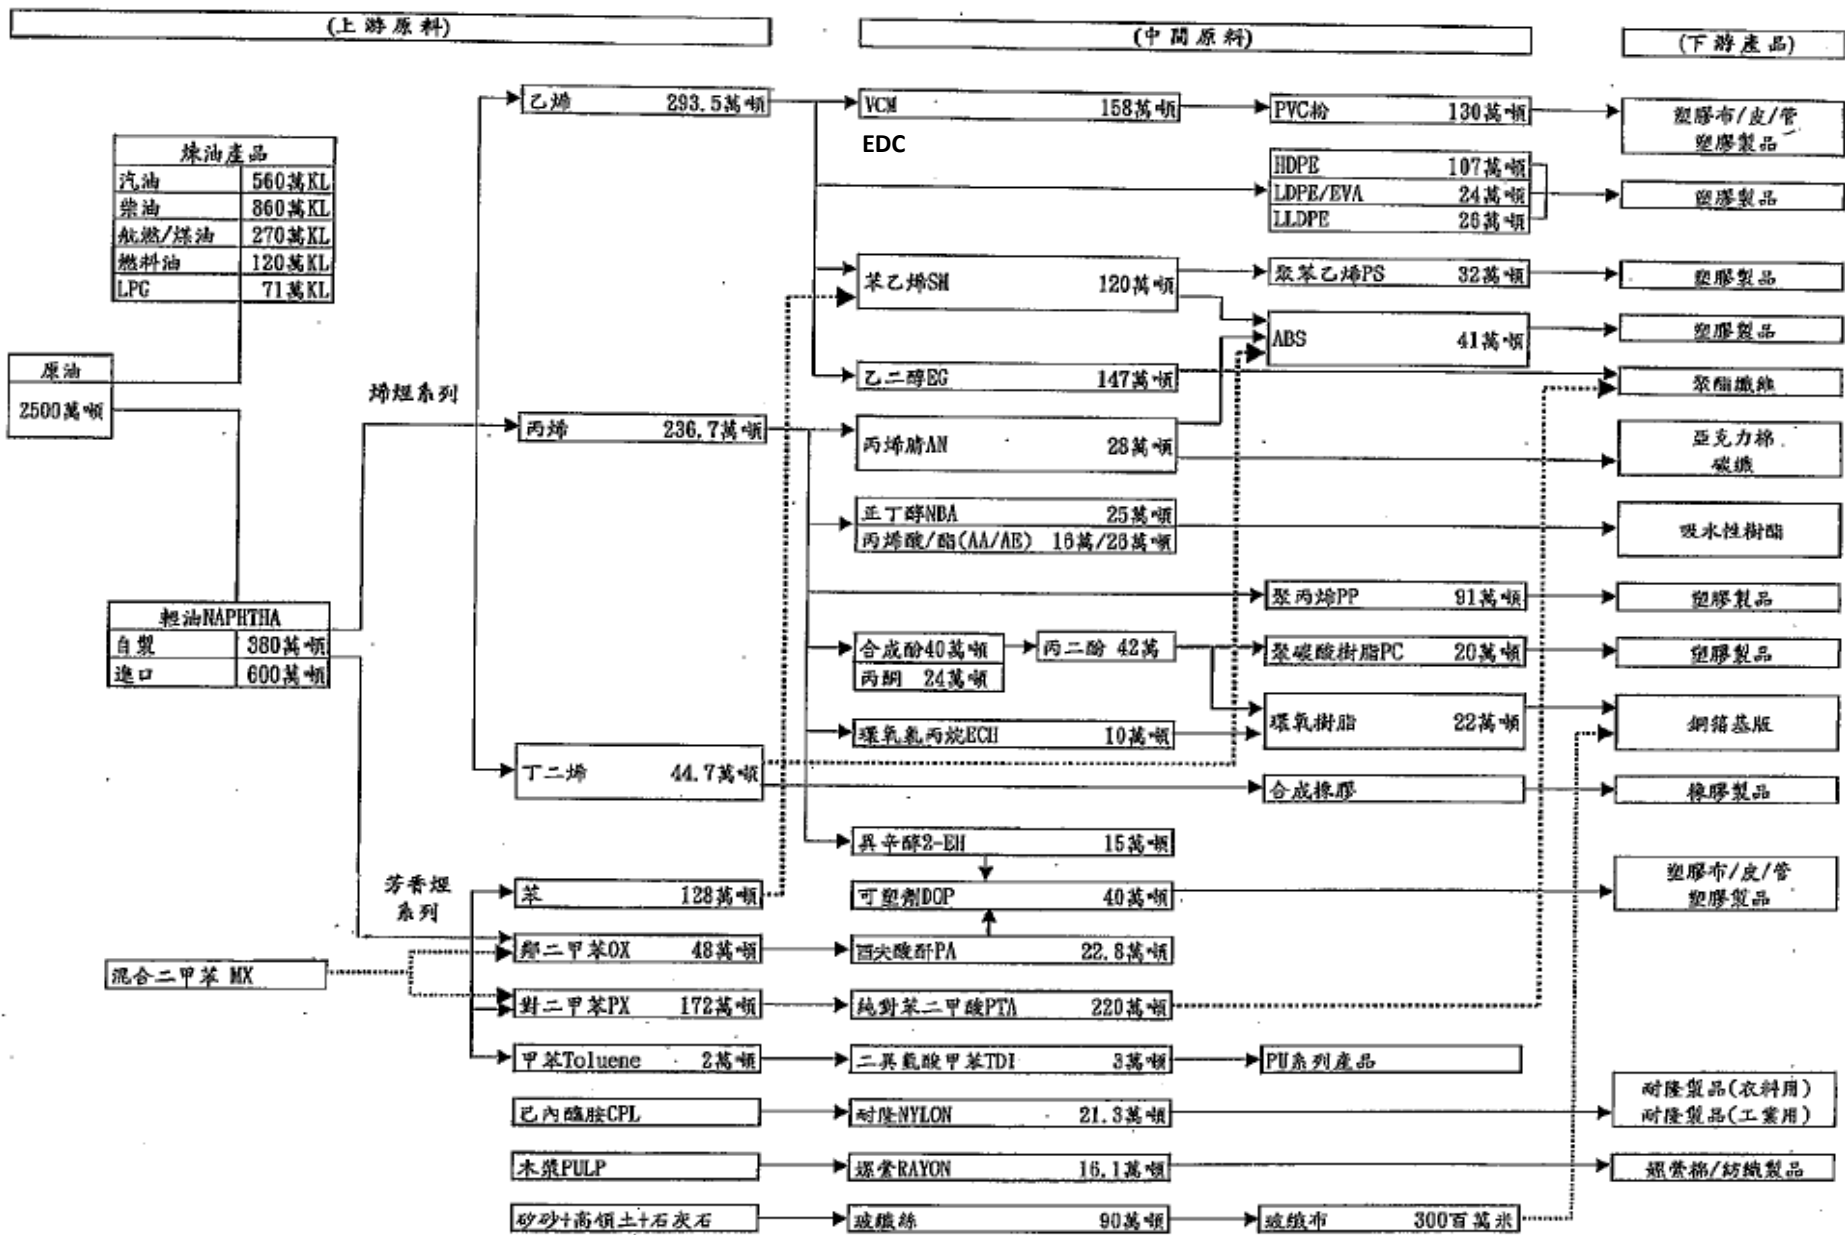 (上游原料)
(中間原料)
(下游產品)
乙烯 293.5萬噸
VCM 158萬噸
PVC粉 130萬噸
塑膠布/皮/管
塑膠製品
EDC
煉油產品
汽油 560萬KL
柴油 860萬KL
航燃/煤油 270萬KL
燃料油 120萬KL
LPG 71萬KL
HDPE 107萬噸
LDPE/EVA 24萬噸
LLDPE 26萬噸
塑膠製品
苯乙烯SM 120萬噸
聚苯乙烯PS 32萬噸
塑膠製品
ABS 41萬噸
塑膠製品
原油
2500萬噸
烯烴系列
乙二醇EG 147萬噸
聚酯纖維
丙烯 236.7萬噸
丙烯腈AN 28萬噸
亞克力棉
碳纖
正丁醇NBA 25萬噸
丙烯酸/酯(AA/AE) 16萬/26萬噸
吸水性樹酯
輕油NAPHTHA
自製 380萬噸
進口 600萬噸
聚丙烯PP 91萬噸
塑膠製品
合成酚40萬噸
丙酮 24萬噸
丙二酚 42萬
聚碳酸樹脂PC 20萬噸
塑膠製品
環氧氯丙烷ECH 10萬噸
環氧樹脂 22萬噸
銅箔基版
丁二烯 44.7萬噸
合成橡膠
橡膠製品
異辛醇2-EH 15萬噸
芳香烴
系列
苯 128萬噸
可塑劑DOP 40萬噸
塑膠布/皮/管
塑膠製品
鄰二甲苯OX 48萬噸
酉夾酸酐PA 22.8萬噸
混合二甲苯 MX
對二甲苯PX 172萬噸
純對苯二甲酸PTA 220萬噸
甲苯Toluene 2萬噸
二異氰酸甲苯TDI 3萬噸
PU系列產品
己內醯胺CPL
耐隆NYLON 21.3萬噸
耐隆製品(衣料用)
耐隆製品(工業用)
木漿PULP
嫘縈RAYON 16.1萬噸
嫘縈棉/紡織製品
矽砂+高領土+石灰石
玻纖絲 90萬噸
玻纖布 300百萬米